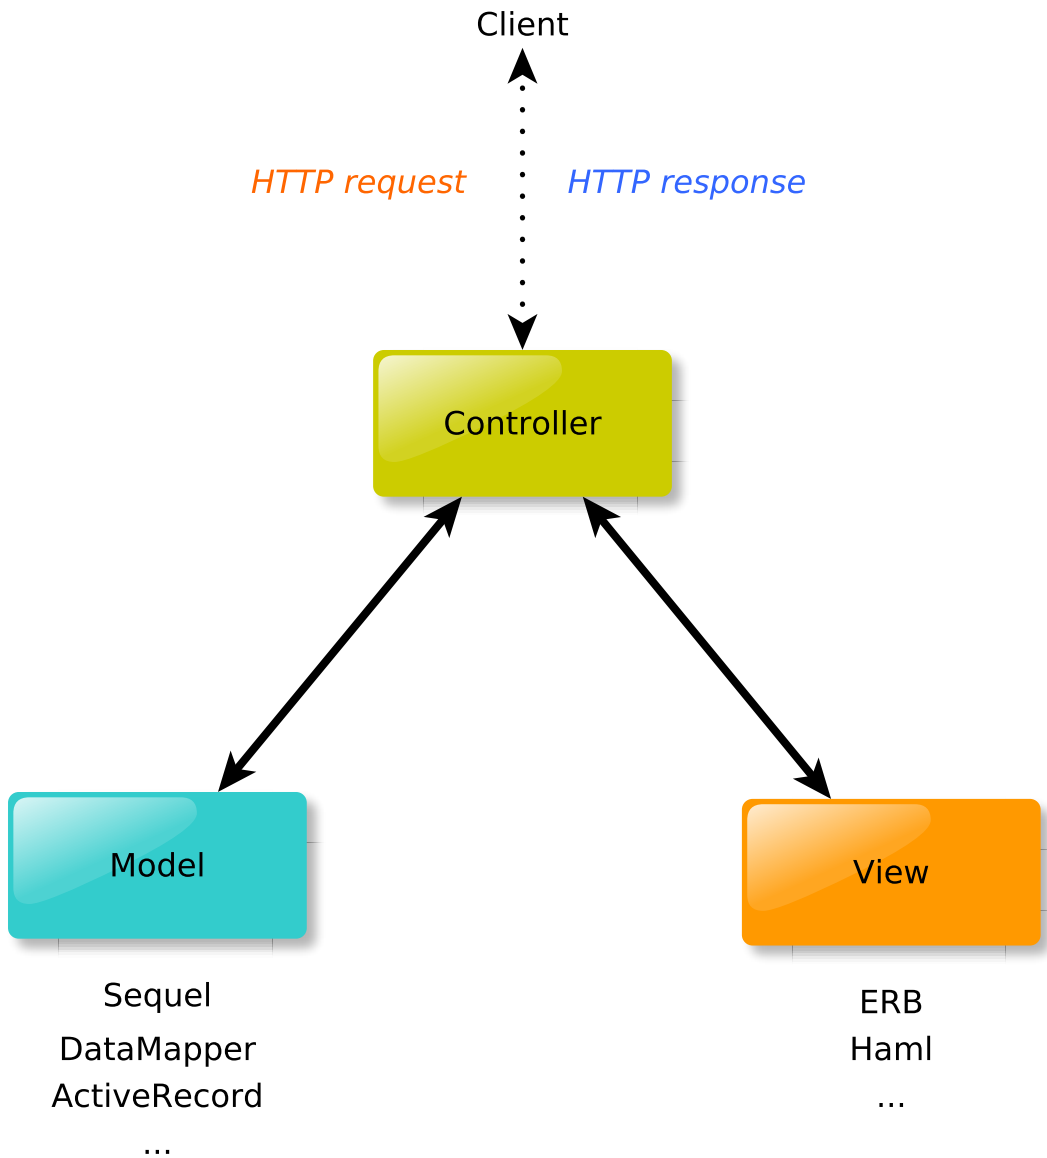 Client
HTTP request
HTTP response
Controller
Model
View
Sequel
DataMapper
ActiveRecord
...
ERB
Haml
...